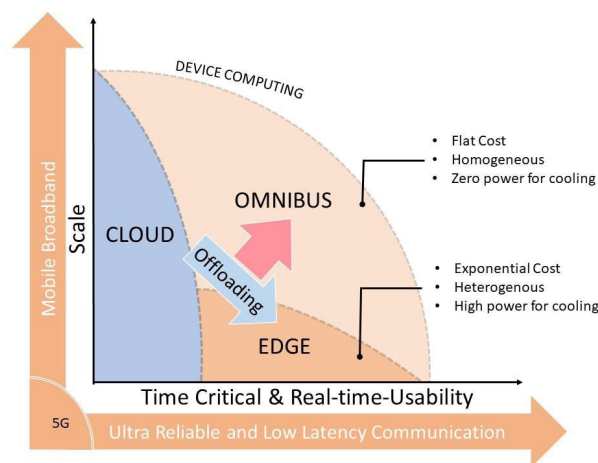 DEVICE COMPUTING
• Flat Cost
• Homogeneous
• Zero power for cooling
OMNIBUS
CLOUD
Offloading
• Exponential Cost
• Heterogenous
• High power for cooling
EDGE
Mobile Broadband
Scale
Time Critical & Real-time-Usability
5G
Ultra Reliable and Low Latency Communication